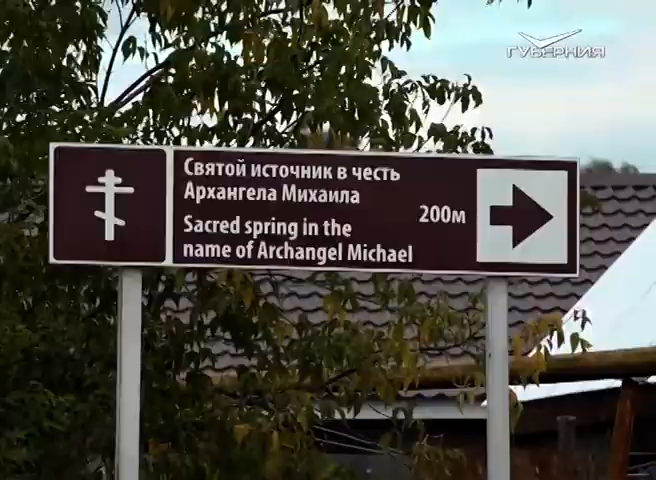 ГУБЕРНИЯ
Святой источник в честь
Архангела Михаила
Sacred spring in the
name of Archangel Michael
200м